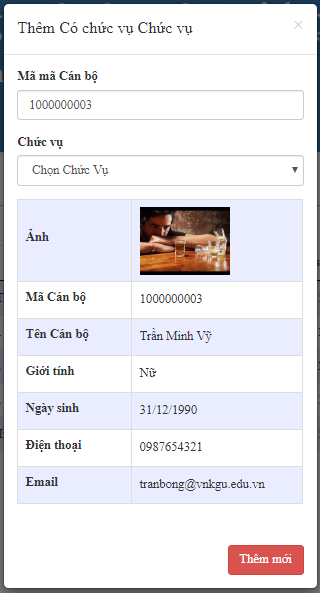 Thêm Có chức vụ Chức vụ
×
Mã mã Cán bộ
1000000003
Chức vụ
Chọn Chức Vụ
Ảnh
Mã Cán bộ 1000000003
Tên Cán bộ Trần Minh Vỹ
Giới tính Nữ
Ngày sinh 31/12/1990
Điện thoại 0987654321
Email tranbong@vnkgu.edu.vn
Thêm mới